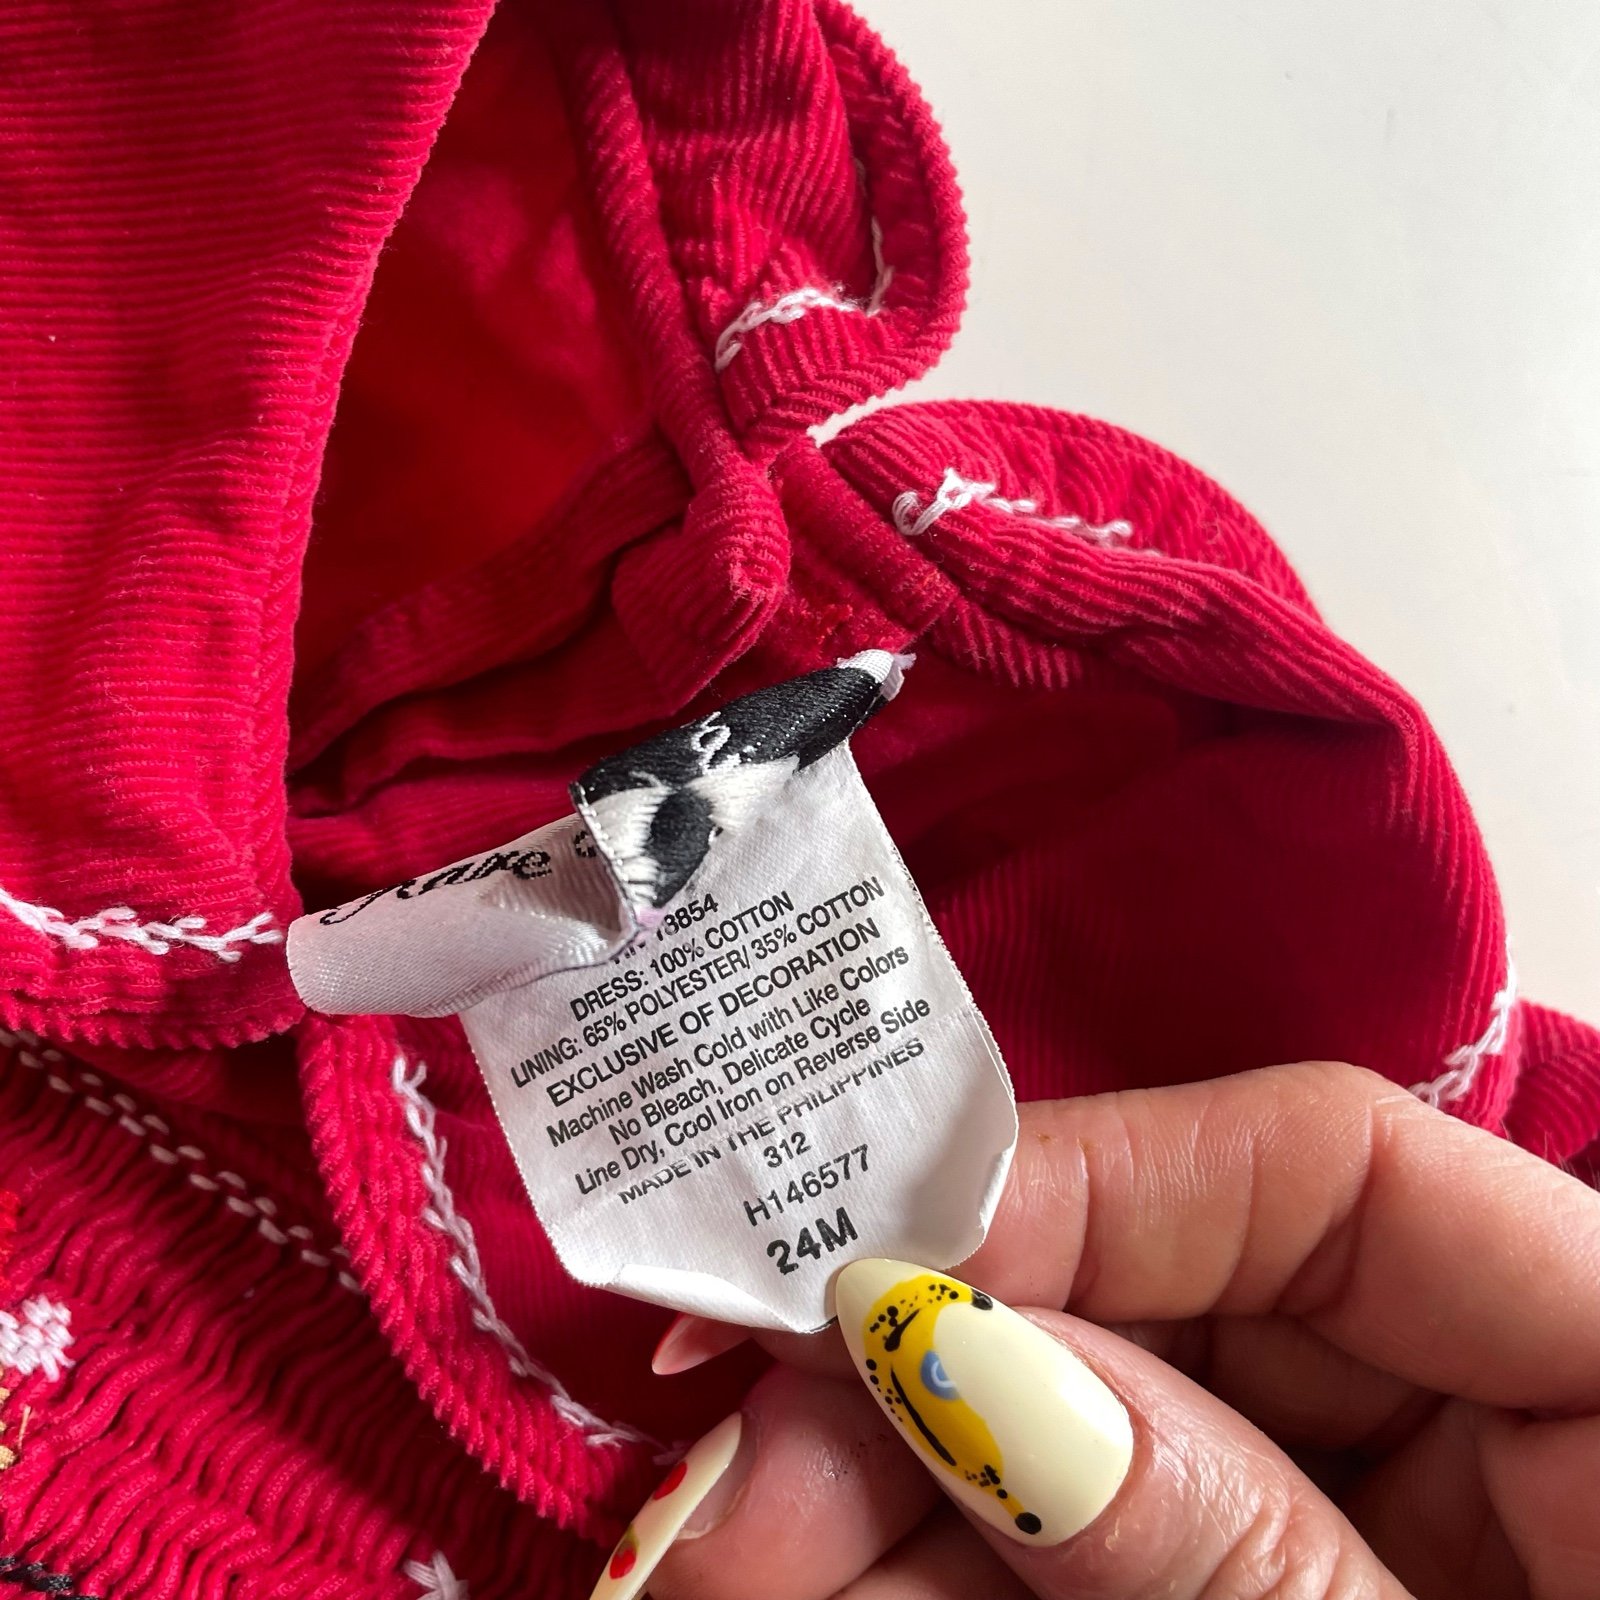 18854
DRESS: 100% COTTON
LINING: 65% POLYESTER/ 35% COTTON
EXCLUSIVE OF DECORATION
Machine Wash Cold with Like Colors
No Bleach, Delicate Cycle
Line Dry, Cool Iron on Reverse Side
MADE IN THE PHILIPPINES
312
H146577
24M